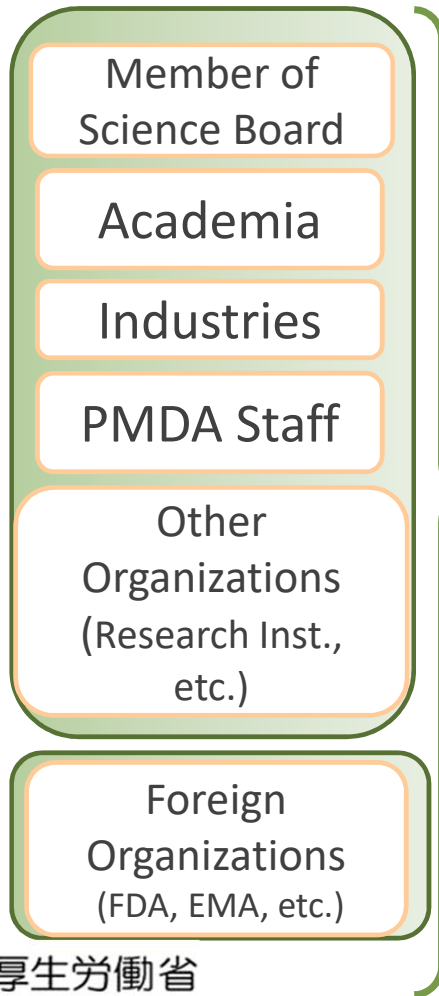 Member of
Science Board
Academia
Industries
PMDA Staff
Other
Organizations
(Research Inst.,
etc.)
Foreign
Organizations
(FDA, EMA, etc.)
厚生労働省